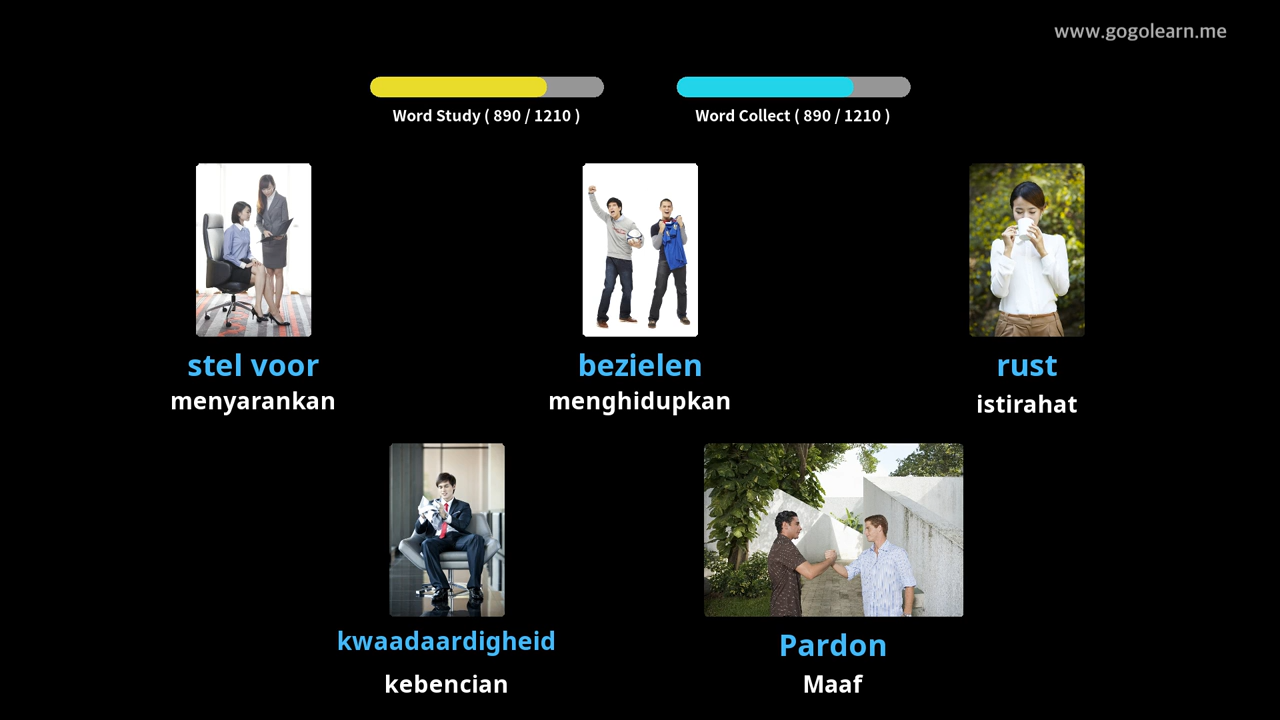 www.gogolearn.me
Word Study ( 890 / 1210 )
Word Collect ( 890 / 1210 )
stel voor
menyarankan
bezielen
menghidupkan
rust
istirahat
kwaadaardigheid
kebencian
Pardon
Maaf